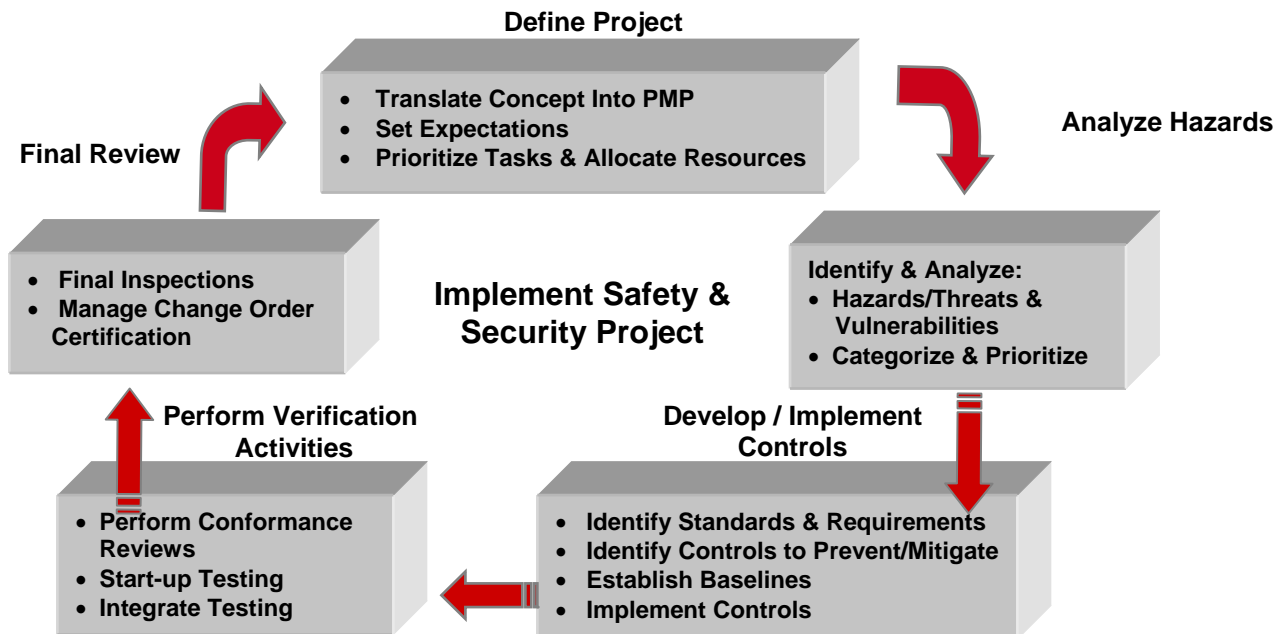 Define Project
• Translate Concept Into PMP
• Set Expectations
• Prioritize Tasks & Allocate Resources
Analyze Hazards
Identify & Analyze:
• Hazards/Threats &
Vulnerabilities
• Categorize & Prioritize
Develop / Implement
Controls
• Identify Standards & Requirements
• Identify Controls to Prevent/Mitigate
• Establish Baselines
• Implement Controls
Perform Verification
Activities
• Perform Conformance
Reviews
• Start-up Testing
• Integrate Testing
Final Review
• Final Inspections
• Manage Change Order
Certification
Implement Safety &
Security Project